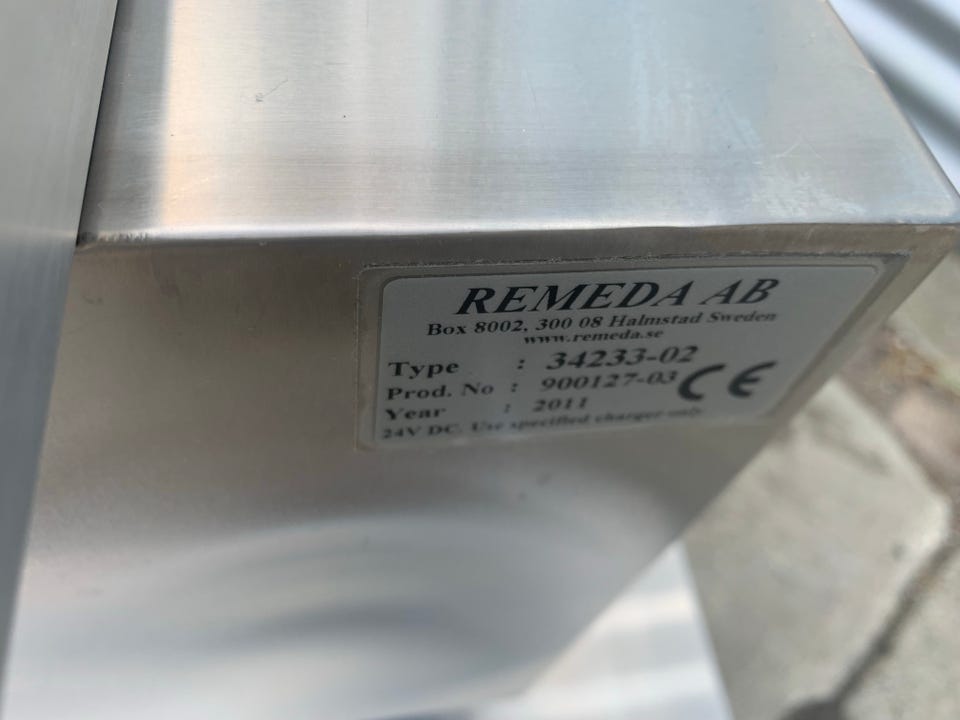 REMEDA AB
Box 8002, 300 08 Halmstad Sweden
www.remeda.se
Type : 34233-02
Prod. No : 900127-03
Year : 2011
CE
24V DC. Use specified charger only